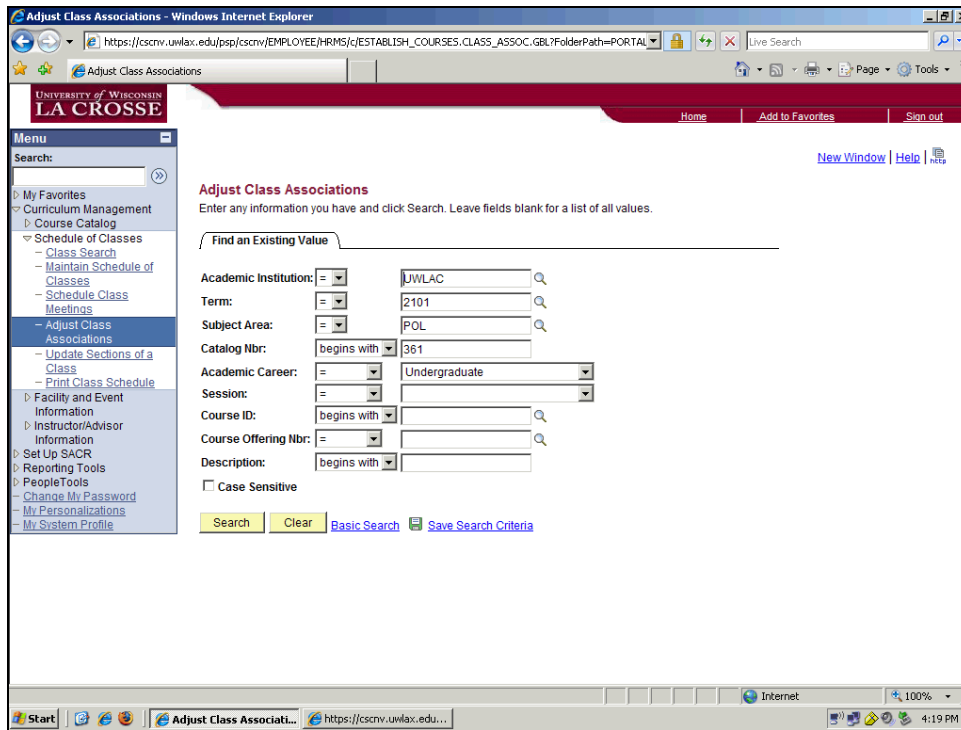 Adjust Class Associations - Windows Internet Explorer
https://cscnv.uwlax.edu/psp/cscnv/EMPLOYEE/HRMS/c/ESTABLISH_COURSES.CLASS_ASSOC.GBL?FolderPath=PORTAL
Live Search
Adjust Class Associations
Page
Tools
UNIVERSITY of WISCONSIN
LA CROSSE
Home
Add to Favorites
Sign out
Menu
Search:
My Favorites
Curriculum Management
Course Catalog
Schedule of Classes
– Class Search
– Maintain Schedule of
Classes
– Schedule Class
Meetings
– Adjust Class
Associations
– Update Sections of a
Class
– Print Class Schedule
Facility and Event
Information
Instructor/Advisor
Information
Set Up SACR
Reporting Tools
PeopleTools
– Change My Password
– My Personalizations
– My System Profile
New Window | Help | http
Adjust Class Associations
Enter any information you have and click Search. Leave fields blank for a list of all values.
Find an Existing Value
Academic Institution: = UWLAC
Term: = 2101
Subject Area: = POL
Catalog Nbr: begins with 361
Academic Career: = Undergraduate
Session: =
Course ID: begins with
Course Offering Nbr: =
Description: begins with
Case Sensitive
Search Clear Basic Search Save Search Criteria
Internet 100%
Start Adjust Class Associati... https://cscnv.uwlax.edu... 4:19 PM